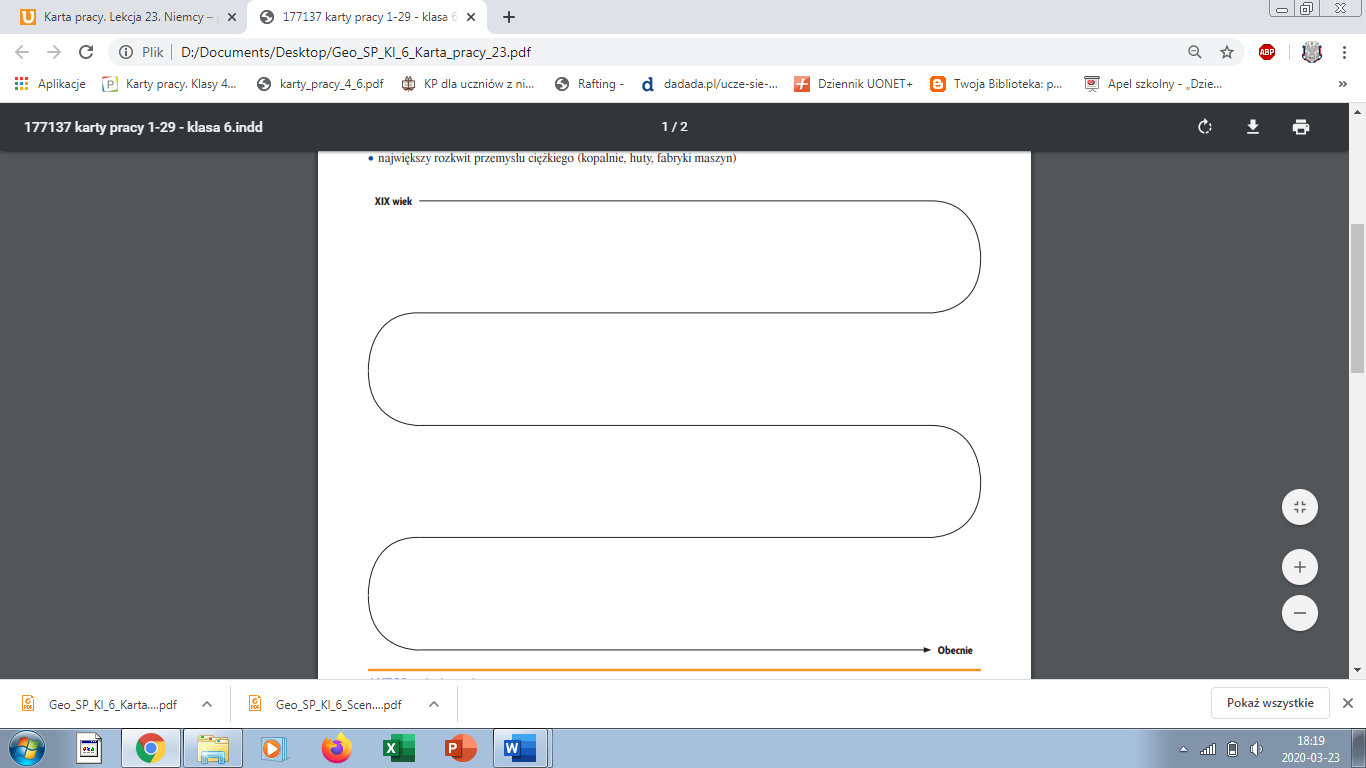 Karta pracy. Lekcja 23. Niemcy –
177137 karty pracy 1-29 - klasa 6
Plik
D:/Documents/Desktop/Geo_SP_Kl_6_Karta_pracy_23.pdf
ABP
Aplikacje
Karty pracy. Klasy 4...
karty_pracy_4_6.pdf
KP dla uczniów z ni...
Rafting -
dadada.pl/ucze-sie-...
Dziennik UONET+
Twoja Biblioteka: p...
Apel szkolny - „Dzie...
177137 karty pracy 1-29 - klasa 6.indd
1 / 2
• największy rozkwit przemysłu ciężkiego (kopalnie, huty, fabryki maszyn)
XIX wiek
Obecnie
Geo_SP_Kl_6_Karta....pdf
Geo_SP_Kl_6_Scen....pdf
Pokaż wszystkie
18:19
2020-03-23